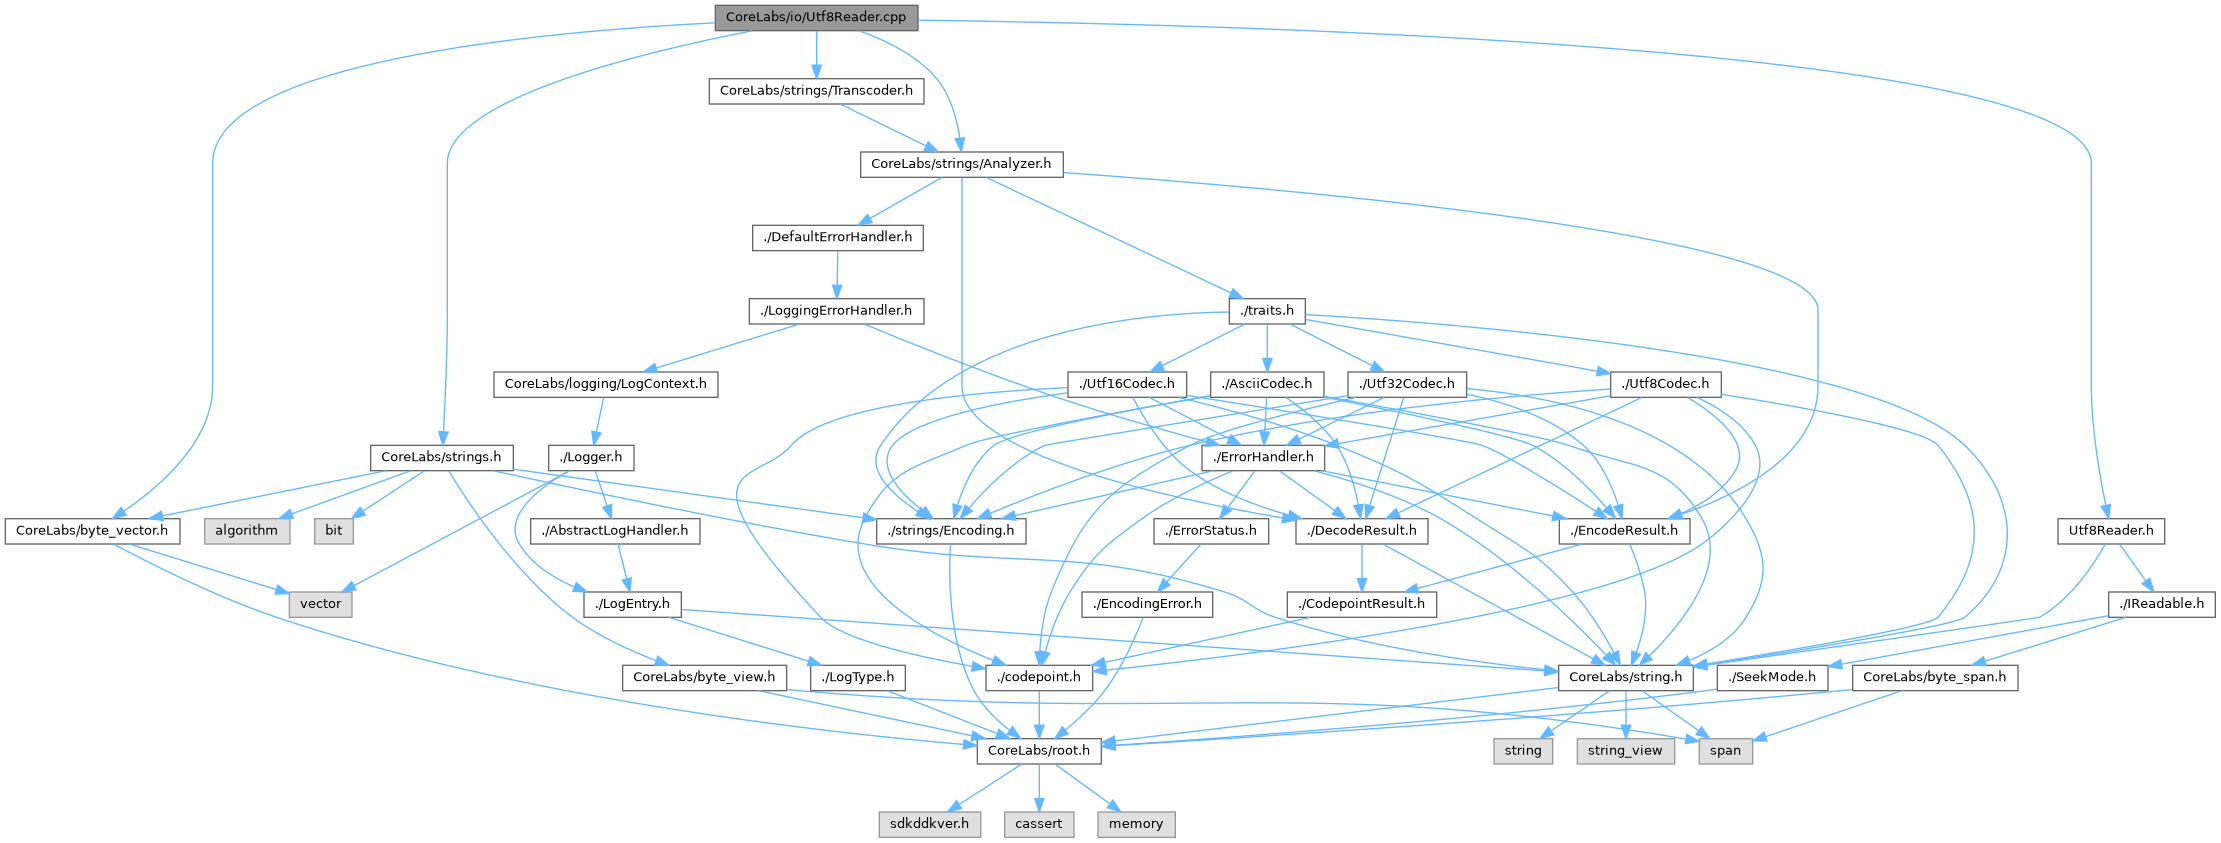 CoreLabs/io/Utf8Reader.cpp
CoreLabs/strings/Transcoder.h
CoreLabs/strings/Analyzer.h
./DefaultErrorHandler.h
./LoggingErrorHandler.h
./traits.h
CoreLabs/logging/LogContext.h
./Utf16Codec.h
./AsciiCodec.h
./Utf32Codec.h
./Utf8Codec.h
CoreLabs/strings.h
./Logger.h
./ErrorHandler.h
CoreLabs/byte_vector.h
algorithm
bit
./AbstractLogHandler.h
./strings/Encoding.h
./ErrorStatus.h
./DecodeResult.h
./EncodeResult.h
Utf8Reader.h
vector
./LogEntry.h
./EncodingError.h
./CodepointResult.h
./IReadable.h
CoreLabs/byte_view.h
./LogType.h
./codepoint.h
CoreLabs/string.h
./SeekMode.h
CoreLabs/byte_span.h
CoreLabs/root.h
string
string_view
span
sdkddkver.h
cassert
memory